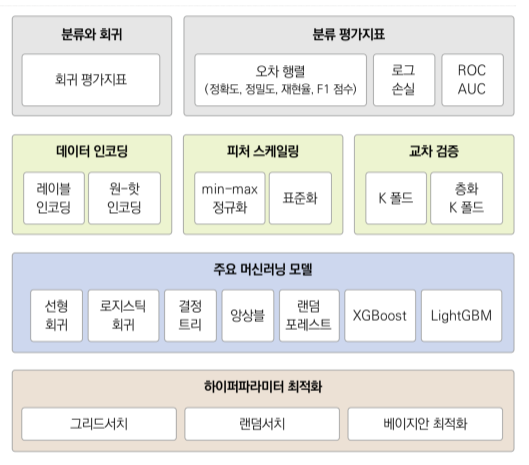 분류와 회귀
회귀 평가지표
분류 평가지표
오차 행렬
(정확도, 정밀도, 재현율, F1 점수)
로그
손실
ROC
AUC
데이터 인코딩
레이블
인코딩
원-핫
인코딩
피처 스케일링
min-max
정규화
표준화
교차 검증
K 폴드
층화
K 폴드
주요 머신러닝 모델
선형
회귀
로지스틱
회귀
결정
트리
앙상블
랜덤
포레스트
XGBoost
LightGBM
하이퍼파라미터 최적화
그리드서치
랜덤서치
베이지안 최적화